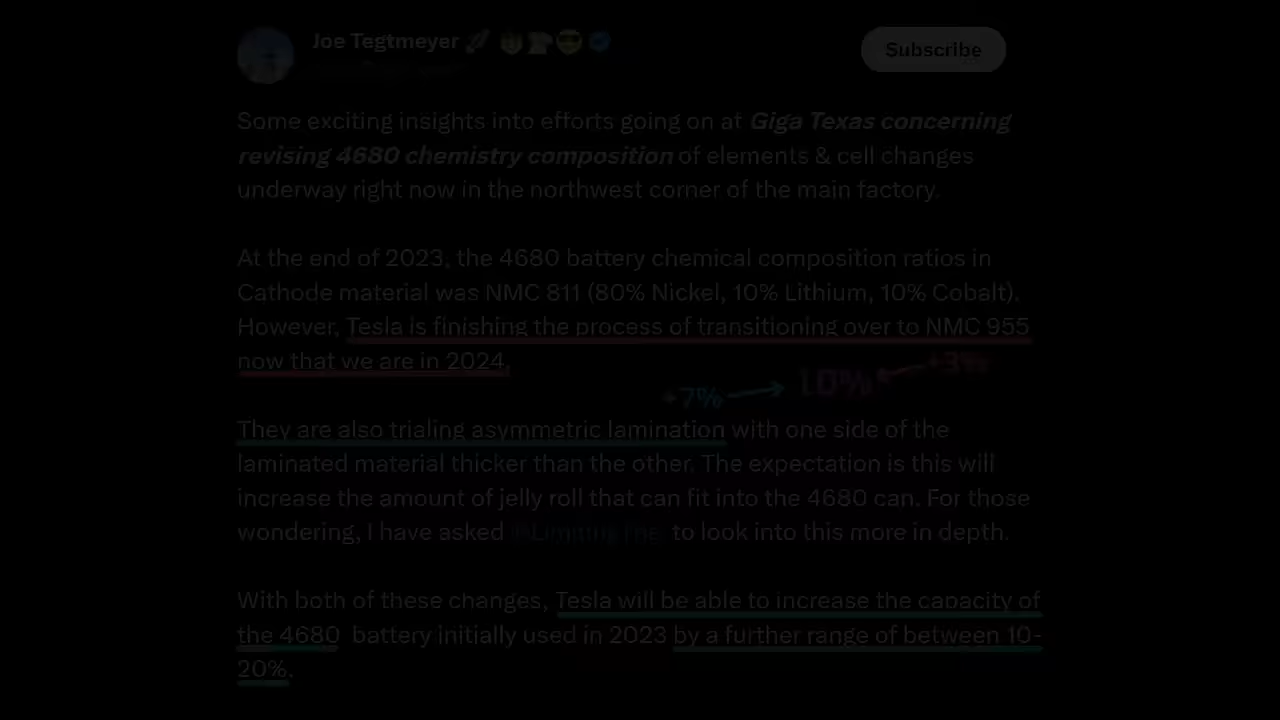 Joe Tegtmeyer
Subscribe
Some exciting insights into efforts going on at Giga Texas concerning
revising 4680 chemistry composition of elements & cell changes
underway right now in the northwest corner of the main factory.
At the end of 2023, the 4680 battery chemical composition ratios in
Cathode material was NMC 811 (80% Nickel, 10% Lithium, 10% Cobalt).
However, Tesla is finishing the process of transitioning over to NMC 955
now that we are in 2024.
+7% 10% +3%
They are also trialing asymmetric lamination with one side of the
laminated material thicker than the other. The expectation is this will
increase the amount of jelly roll that can fit into the 4680 can. For those
wondering, I have asked to look into this more in depth.
With both of these changes, Tesla will be able to increase the capacity of
the 4680 battery initially used in 2023 by a further range of between 10-
20%.